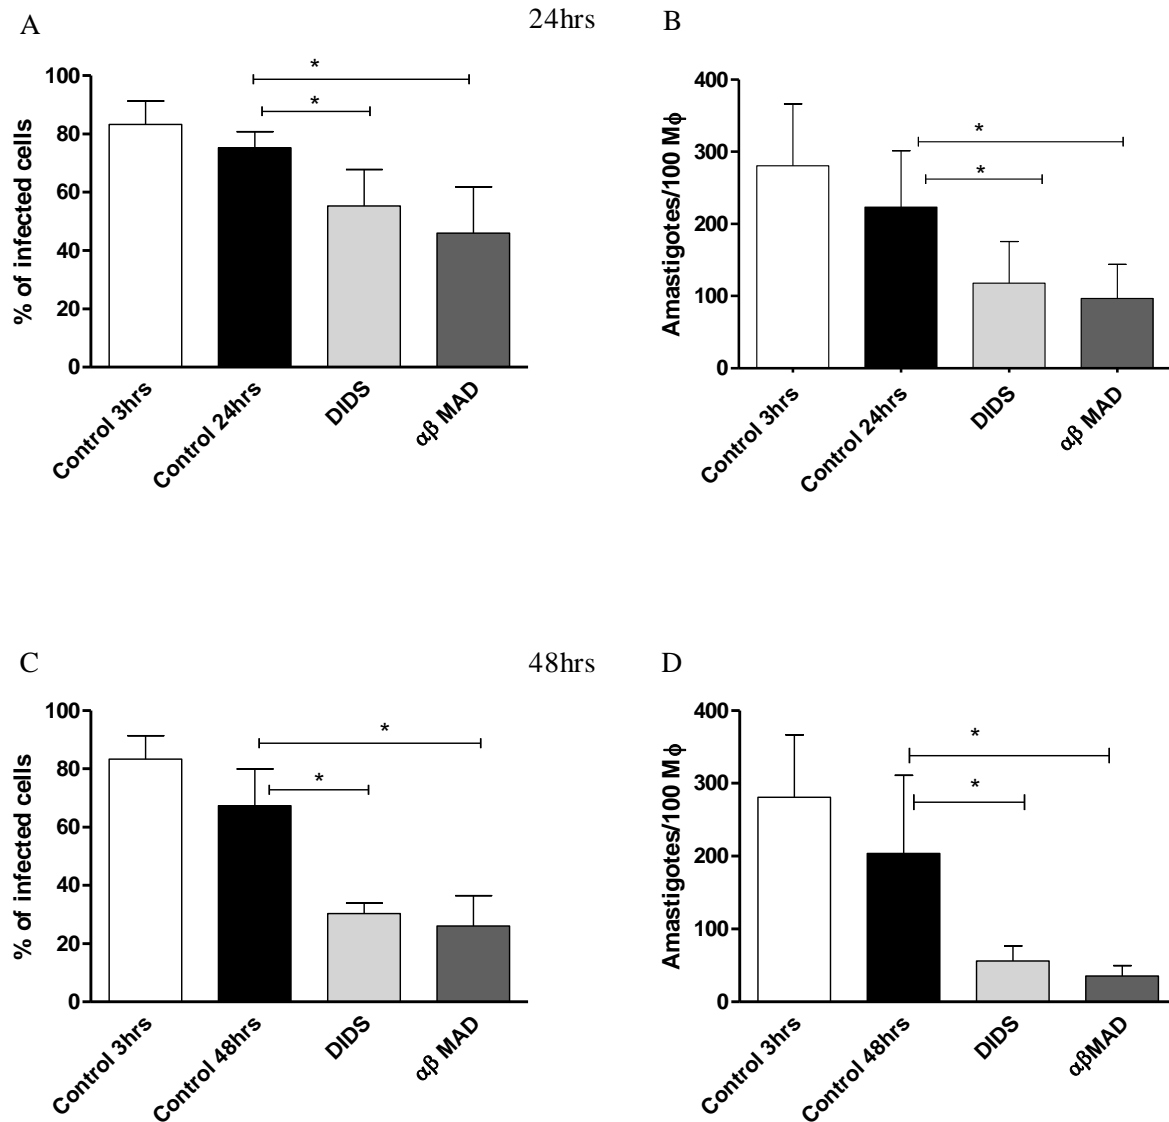 A
24hrs
B
% of infected cells
100
80
60
40
20
0
*
*
Control 3hrs
Control 24hrs
DIDS
αβ MAD
Amastigotes/100 Mϕ
400
300
200
100
0
*
*
Control 3hrs
Control 24hrs
DIDS
αβ MAD
C
48hrs
D
% of infected cells
100
80
60
40
20
0
*
*
Control 3hrs
Control 48hrs
DIDS
αβ MAD
Amastigotes/100 Mϕ
400
300
200
100
0
*
*
Control 3hrs
Control 48hrs
DIDS
αβMAD